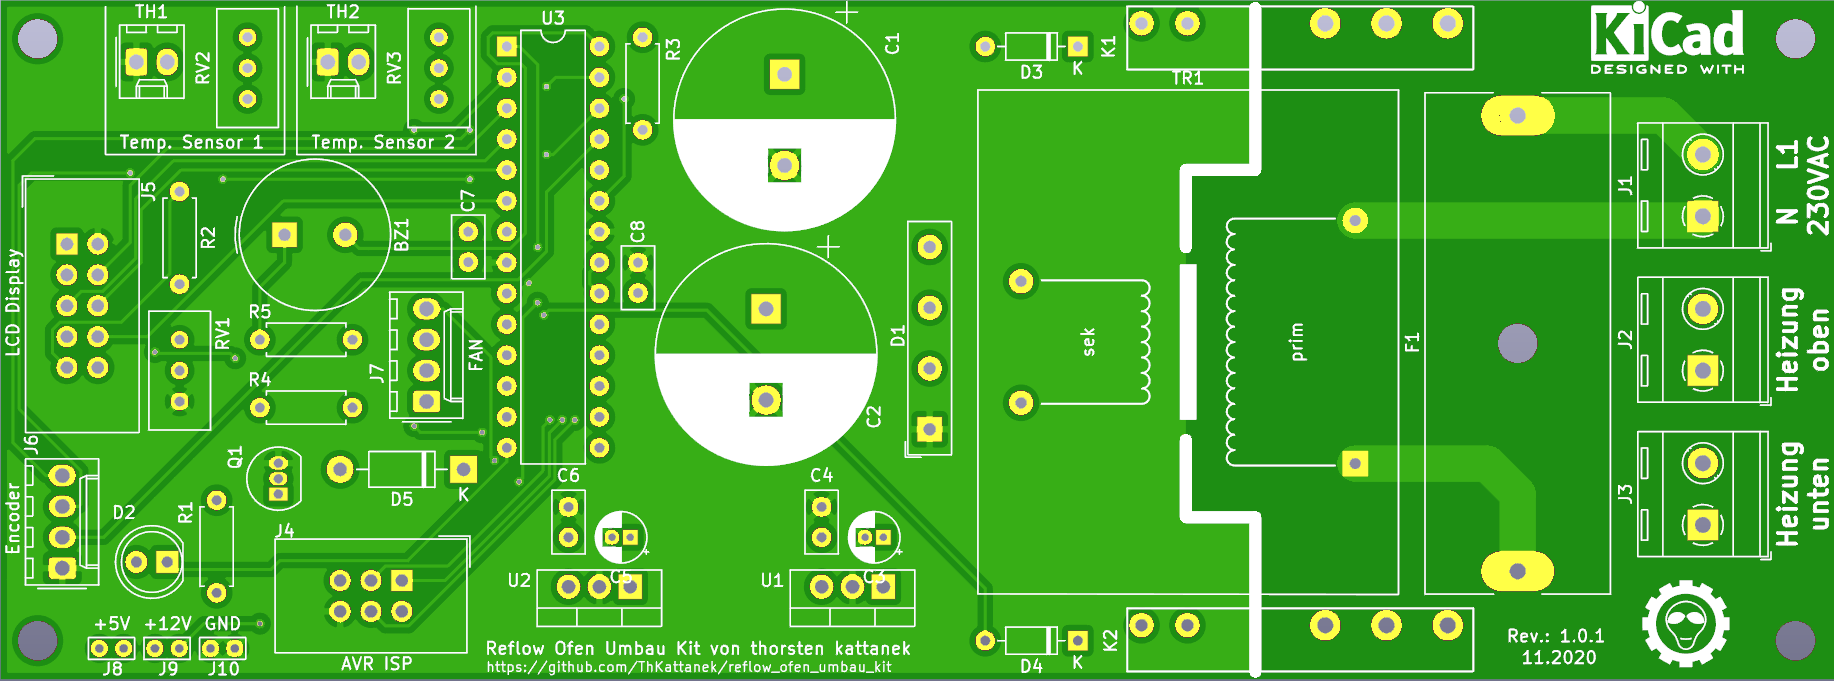 TH1
RV2
Temp. Sensor 1
TH2
RV3
Temp. Sensor 2
U3
R3
C1
D3
K
K1
TR1
KiCad
DESIGNED WITH
J5
LCD Display
R2
BZ1
C7
C8
R5
RV1
R4
J7
FAN
C2
D1
sek
prim
F1
J1
N L1
230VAC
J2
Heizung
oben
J3
Heizung
unten
J6
Encoder
Q1
D5
K
D2
R1
J4
AVR ISP
C6
C5
U2
C4
C3
U1
+5V
+12V
GND
J8
J9
J10
Reflow Ofen Umbau Kit von thorsten kattanek
https://github.com/ThKattanek/reflow_ofen_umbau_kit
D4
K
K2
Rev.: 1.0.1
11.2020